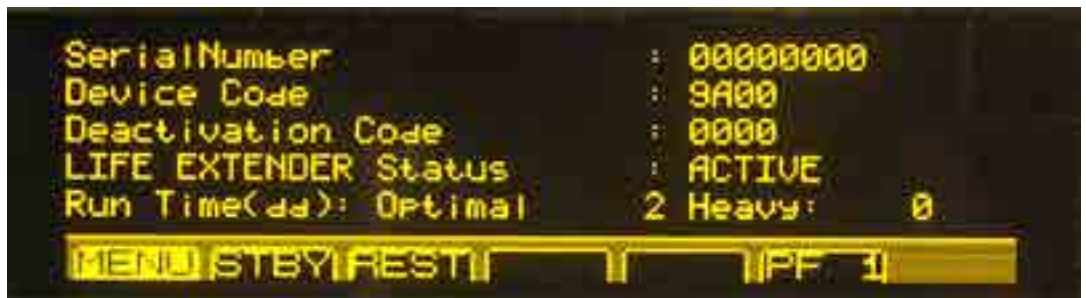 SerialNumber : 00000000
Device Code : 9A00
Deactivation Code : 0000
LIFE EXTENDER Status : ACTIVE
Run Time(dd): Optimal 2 Heavy: 0
MENU STBY REST PF 1